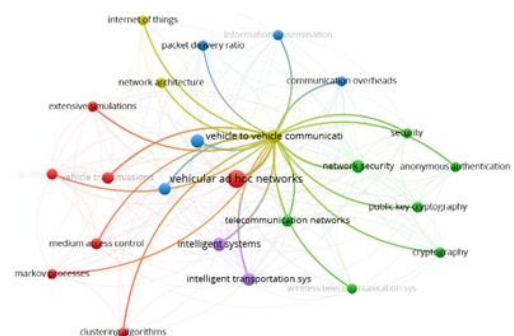 internet of things
information dissemination
packet delivery ratio
network architecture
communication overheads
extensive simulations
vehicle to vehicle communicati
security
network security
anonymous authentication
vehicle transmissions
vehicular ad hoc networks
public key cryptography
telecommunication networks
medium access control
intelligent systems
cryptography
markov processes
intelligent transportation sys
wireless telecommunication sys
clustering algorithms